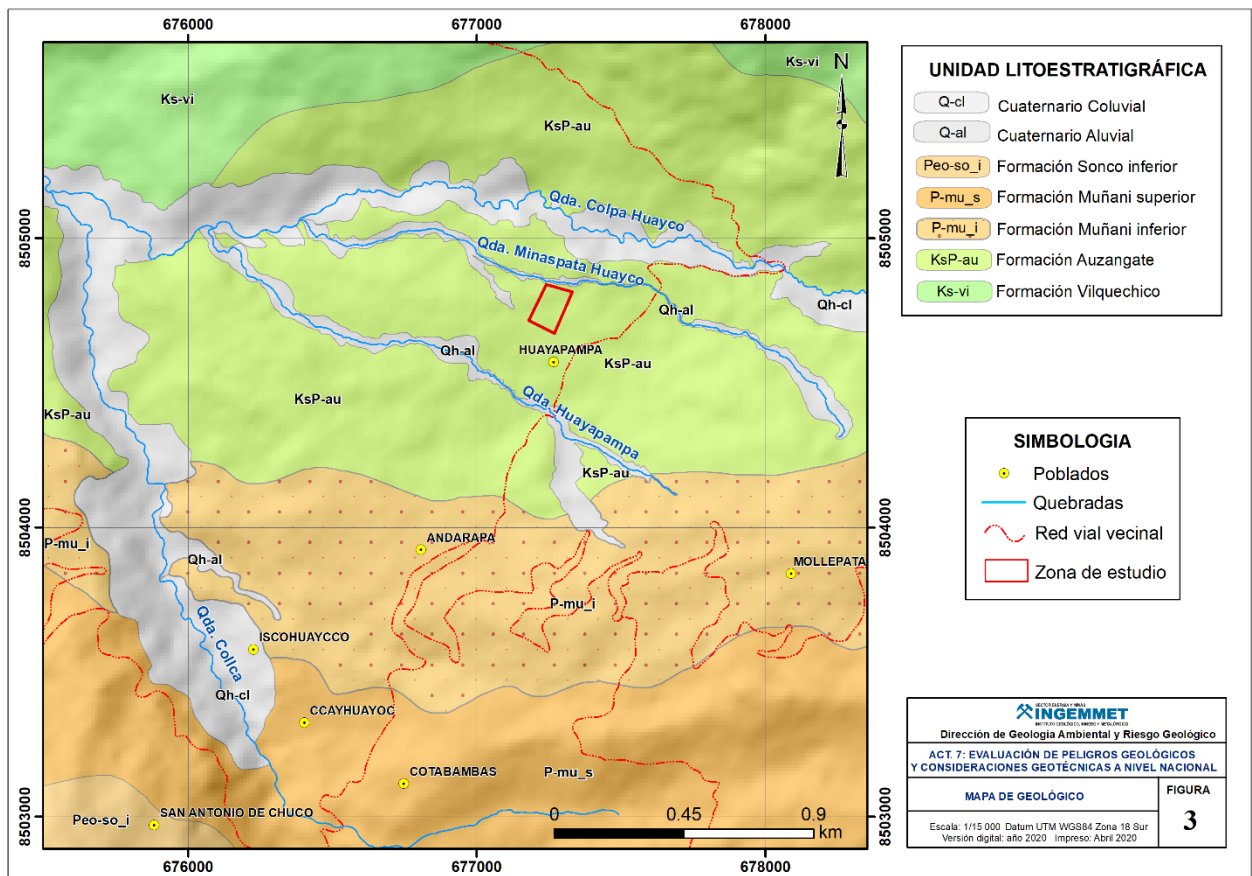 676000
677000
678000
8505000
8504000
8503000
8505000
8504000
8503000
676000
677000
678000
N
Ks-vi
Ks-vi
KsP-au
Qda. Colpa Huayco
Qda. Minaspata Huayco
Qh-cl
Qh-al
HUAYAPAMPA
Qh-al
KsP-au
KsP-au
KsP-au
Qda. Huayapampa
KsP-au
P-mu_i
ANDARAPA
Qh-al
MOLLEPATA
P-mu_i
ISCOHUAYCCO
Qda. Collca
Qh-cl
CCAYHUAYOC
COTABAMBAS
P-mu_s
SAN ANTONIO DE CHUCO
Peo-so_i
0
0.45
0.9
km
UNIDAD LITOESTRATIGRÁFICA
Q-cl Cuaternario Coluvial
Q-al Cuaternario Aluvial
Peo-so_i Formación Sonco inferior
P-mu_s Formación Muñani superior
P-mu_i Formación Muñani inferior
KsP-au Formación Auzangate
Ks-vi Formación Vilquechico
SIMBOLOGIA
Poblados
Quebradas
Red vial vecinal
Zona de estudio
SECTOR ENERGÍA Y MINAS
INGEMMET
INSTITUTO GEOLÓGICO, MINERO Y METALÚRGICO
Dirección de Geología Ambiental y Riesgo Geológico
ACT. 7: EVALUACIÓN DE PELIGROS GEOLÓGICOS
Y CONSIDERACIONES GEOTÉCNICAS A NIVEL NACIONAL
MAPA DE GEOLÓGICO
FIGURA
3
Escala: 1/15 000 Datum UTM WGS84 Zona 18 Sur
Versión digital: año 2020 Impreso: Abril 2020